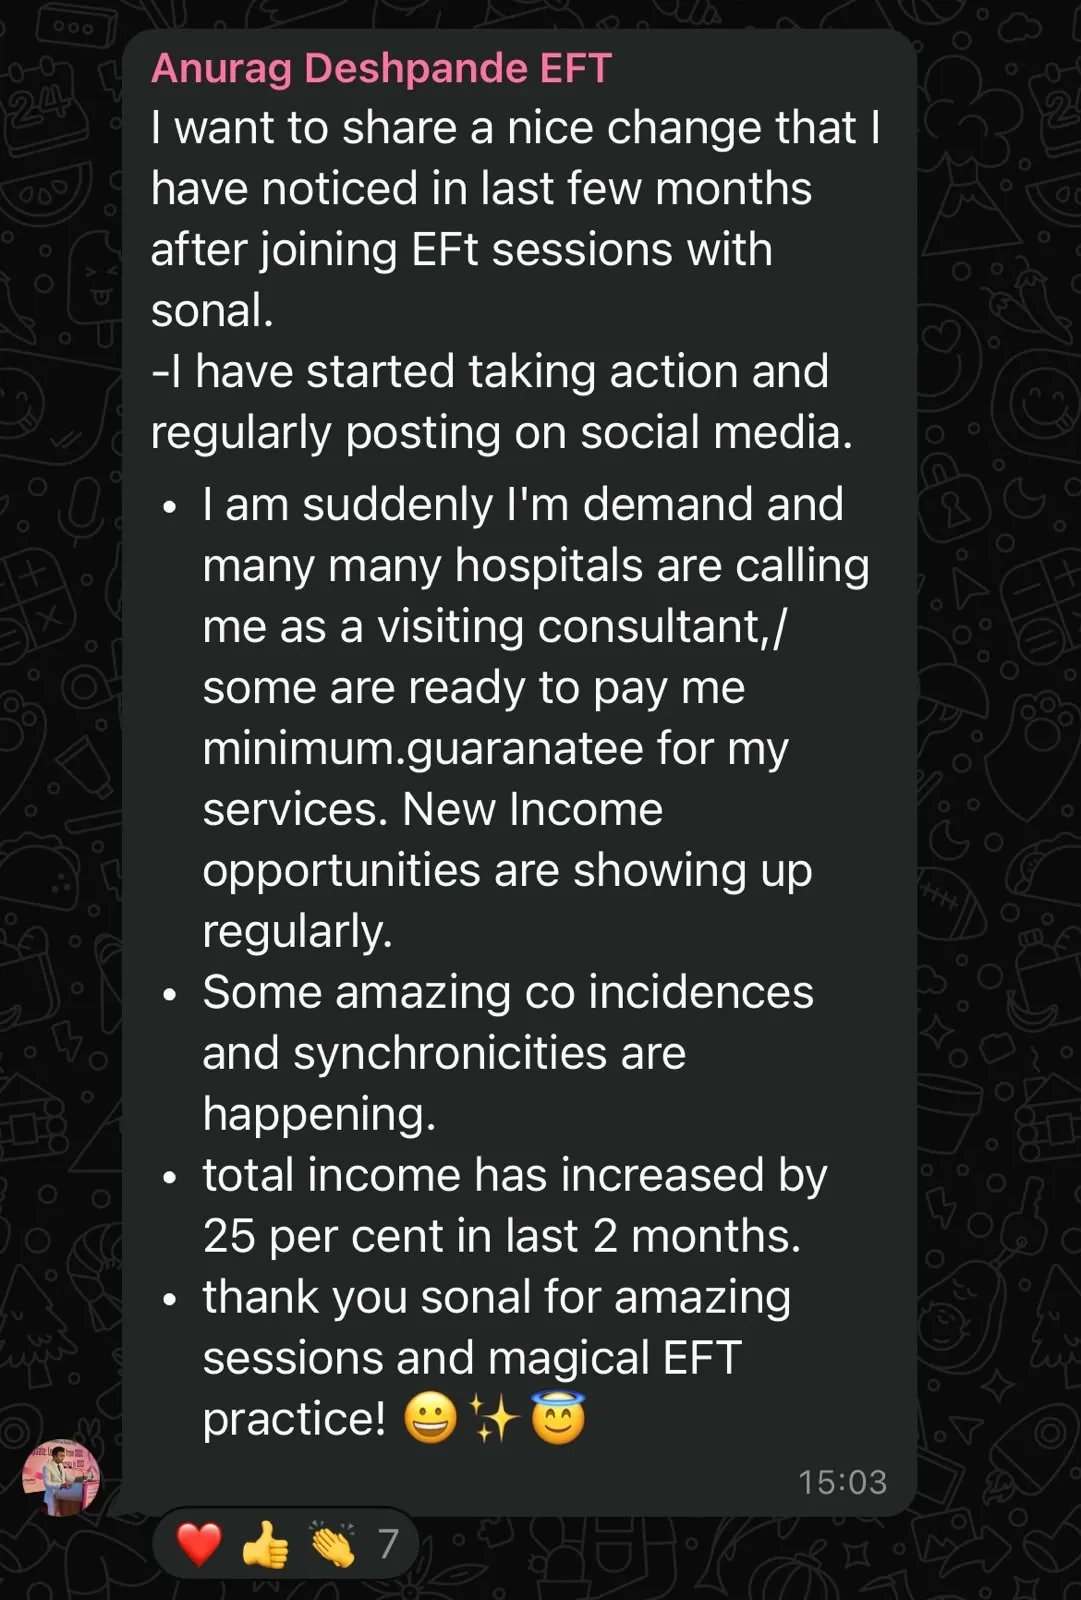 Anurag Deshpande EFT
I want to share a nice change that I
have noticed in last few months
after joining EFt sessions with
sonal.
-I have started taking action and
regularly posting on social media.
• I am suddenly I'm demand and
many many hospitals are calling
me as a visiting consultant,/
some are ready to pay me
minimum.guaranatee for my
services. New Income
opportunities are showing up
regularly.
• Some amazing co incidences
and synchronicities are
happening.
• total income has increased by
25 per cent in last 2 months.
• thank you sonal for amazing
sessions and magical EFT
practice! 😀✨😇
15:03
❤️👍👏 7